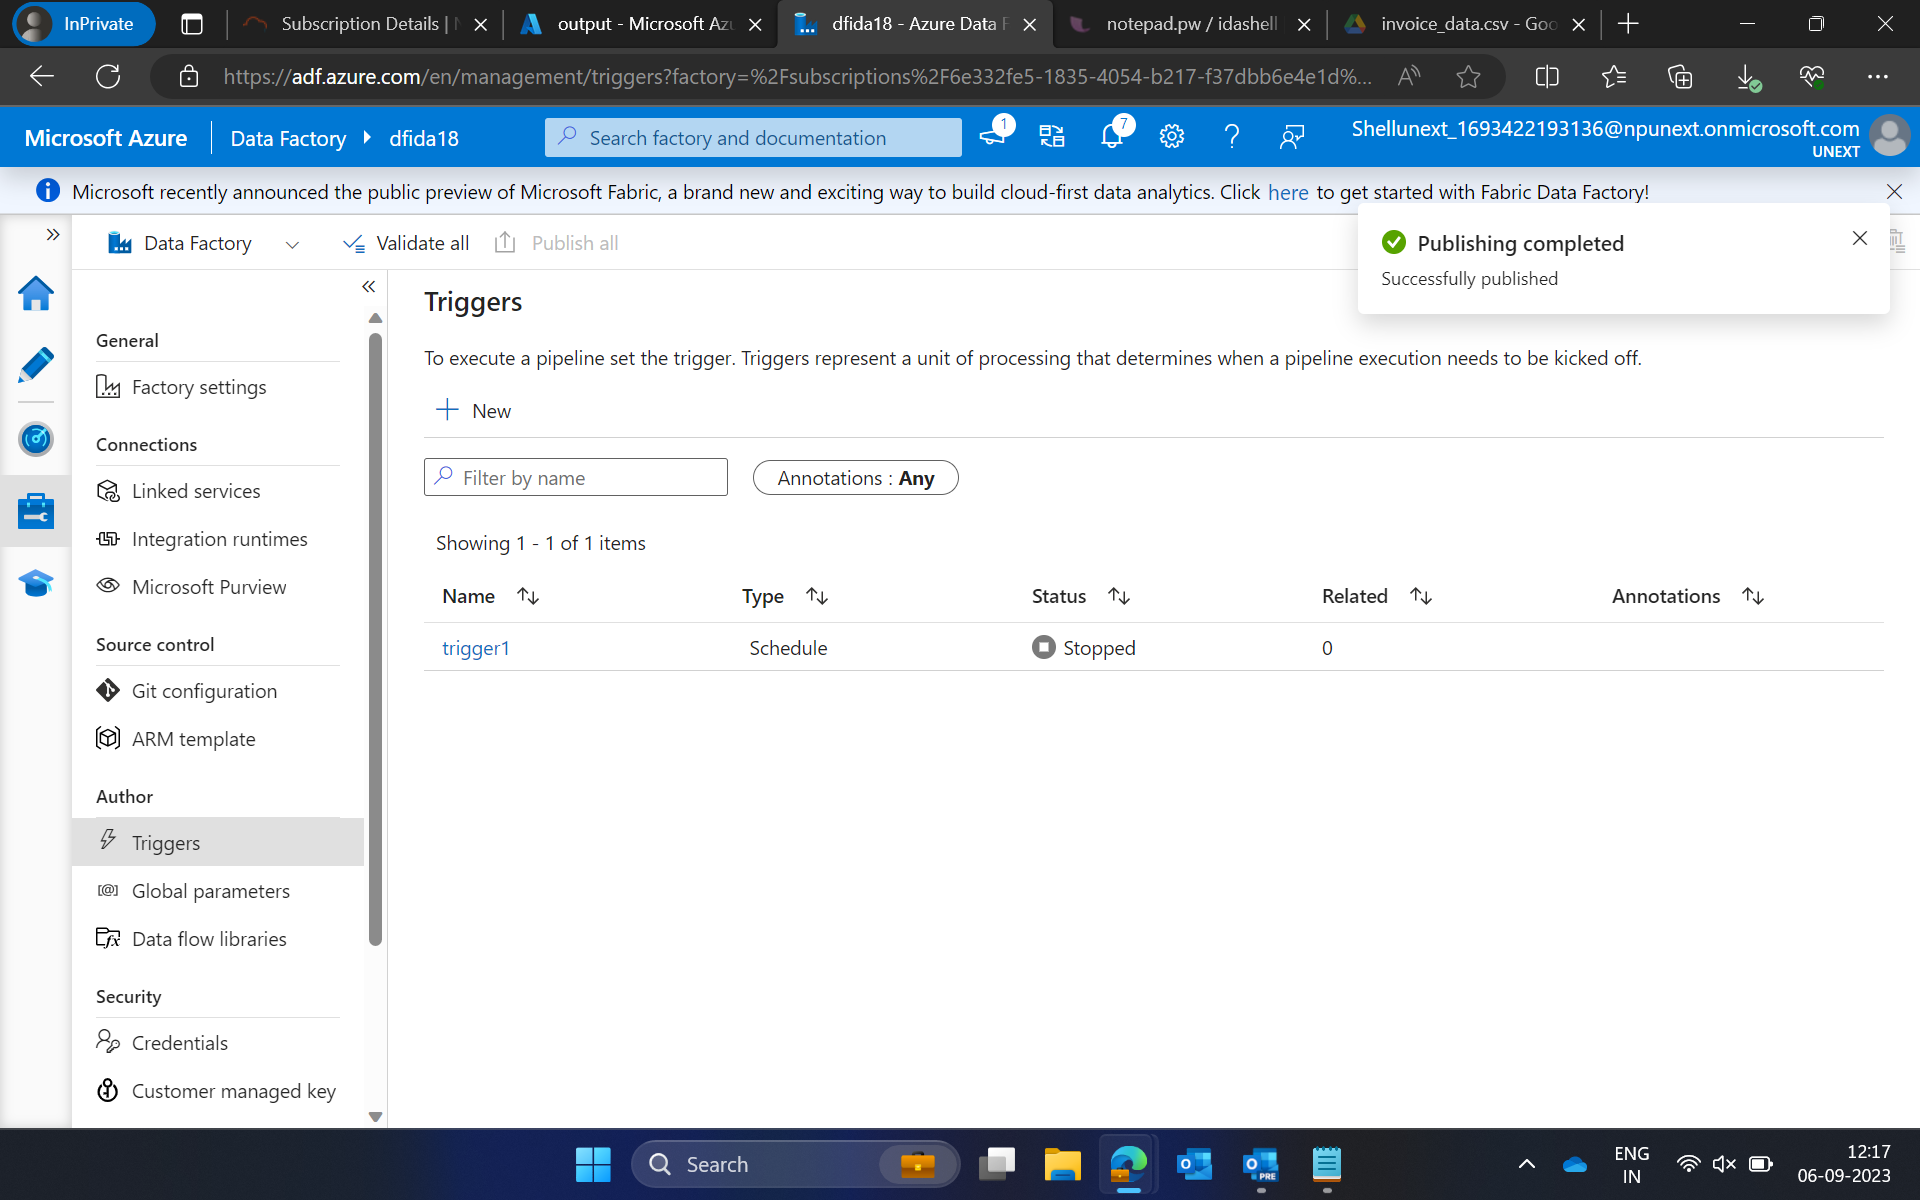 InPrivate
Subscription Details | N
output - Microsoft Azu
dfida18 - Azure Data F
notepad.pw / idashell
invoice_data.csv - Goo
https://adf.azure.com/en/management/triggers?factory=%2Fsubscriptions%2F6e332fe5-1835-4054-b217-f37dbb6e4e1d%...
Microsoft Azure
Data Factory
dfida18
Search factory and documentation
1
7
Shellunext_1693422193136@npunext.onmicrosoft.com
UNEXT
Microsoft recently announced the public preview of Microsoft Fabric, a brand new and exciting way to build cloud-first data analytics. Click here to get started with Fabric Data Factory!
Data Factory
Validate all
Publish all
Publishing completed
Successfully published
General
Factory settings
Connections
Linked services
Integration runtimes
Microsoft Purview
Source control
Git configuration
ARM template
Author
Triggers
Global parameters
Data flow libraries
Security
Credentials
Customer managed key
Triggers
To execute a pipeline set the trigger. Triggers represent a unit of processing that determines when a pipeline execution needs to be kicked off.
New
Filter by name
Annotations : Any
Showing 1 - 1 of 1 items
Name Type Status Related Annotations
trigger1 Schedule Stopped 0
Search
PRE
ENG
IN
12:17
06-09-2023